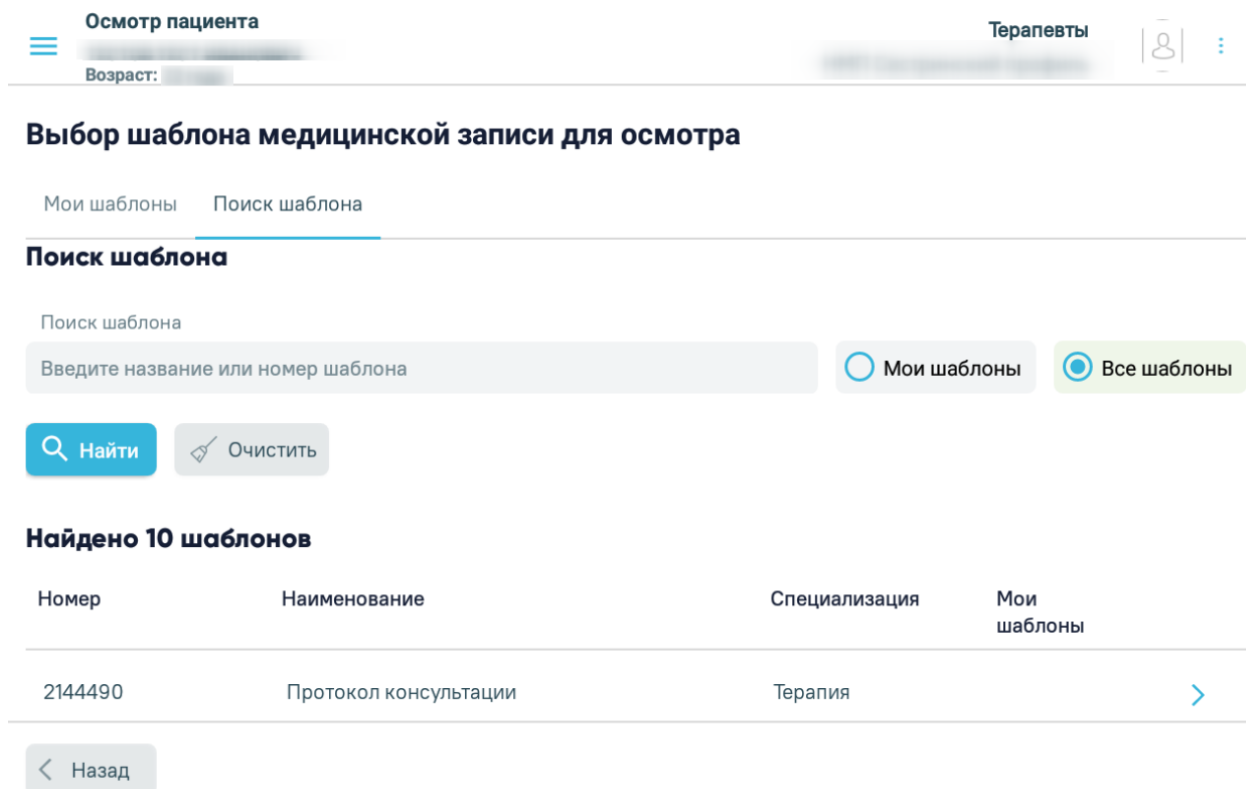 Осмотр пациента
Терапевты
Возраст:
Выбор шаблона медицинской записи для осмотра
Мои шаблоны Поиск шаблона
Поиск шаблона
Поиск шаблона
Введите название или номер шаблона
Мои шаблоны
Все шаблоны
Найти
Очистить
Найдено 10 шаблонов
Номер Наименование Специализация Мои шаблоны
2144490 Протокол консультации Терапия
Назад